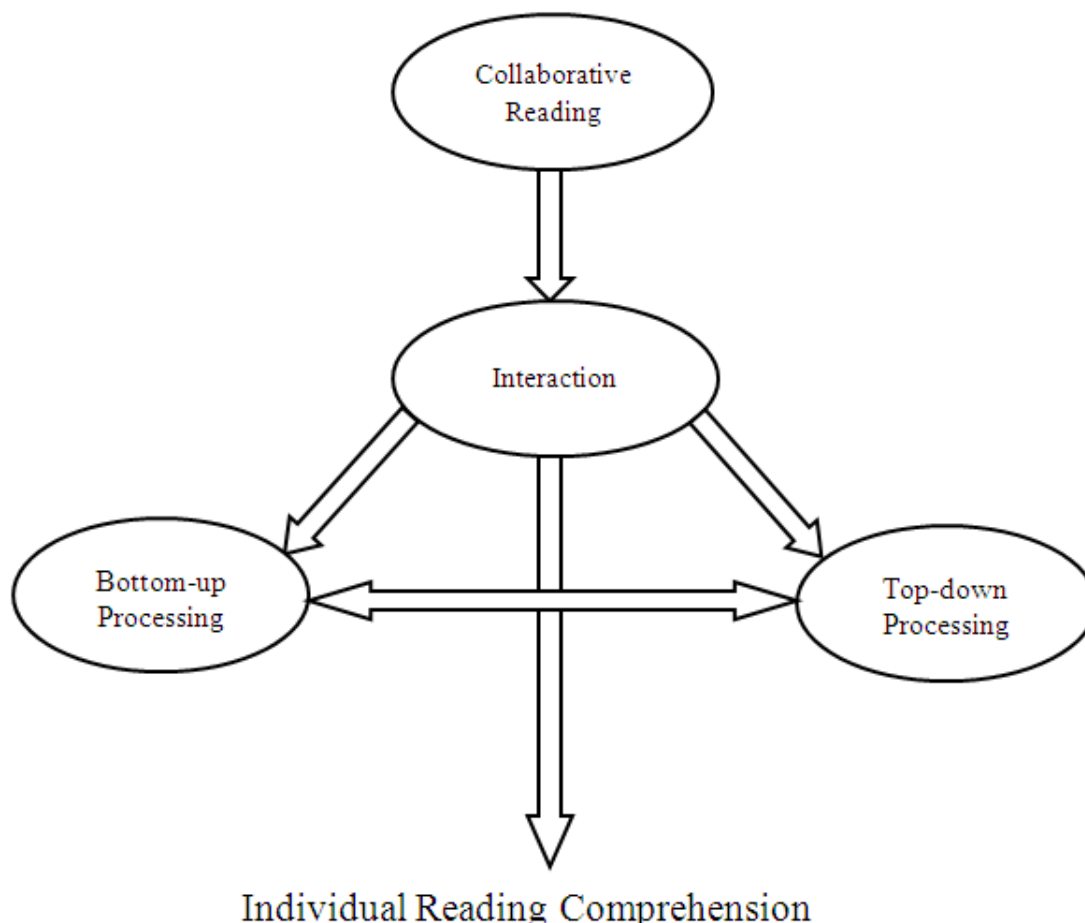 Collaborative
Reading
Interaction
Bottom-up
Processing
Top-down
Processing
Individual Reading Comprehension